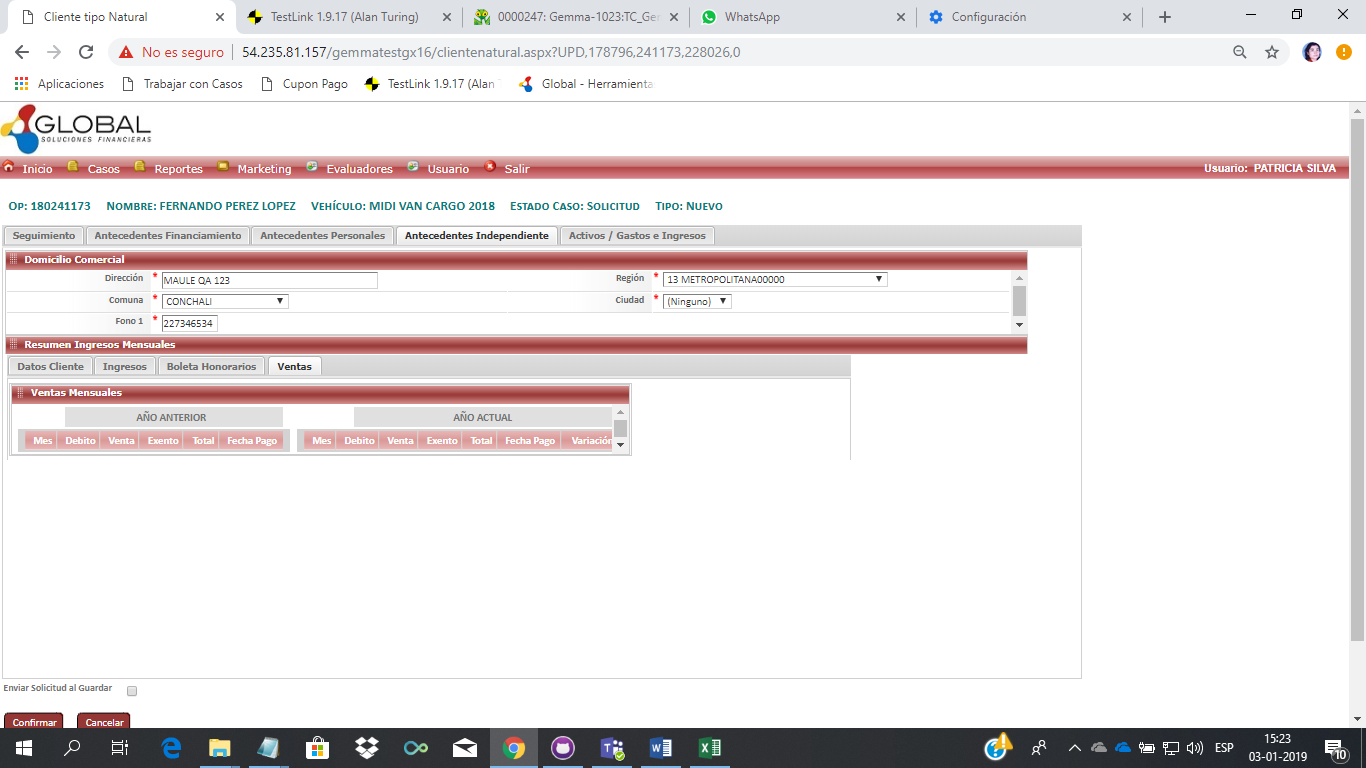 Cliente tipo Natural
TestLink 1.9.17 (Alan Turing)
0000247: Gemma-1023:TC_Ger
WhatsApp
Configuración
No es seguro 54.235.81.157/gemmatestgx16/clientenatural.aspx?UPD,178796,241173,228026,0
Aplicaciones Trabajar con Casos Cupon Pago TestLink 1.9.17 (Alan Global - Herramienta
GLOBAL
SOLUCIONES FINANCIERAS
Inicio Casos Reportes Marketing Evaluadores Usuario Salir Usuario: PATRICIA SILVA
OP: 180241173 NOMBRE: FERNANDO PEREZ LOPEZ VEHÍCULO: MIDI VAN CARGO 2018 ESTADO CASO: SOLICITUD TIPO: NUEVO
Seguimiento Antecedentes Financiamiento Antecedentes Personales Antecedentes Independiente Activos / Gastos e Ingresos
Domicilio Comercial
Dirección * MAULE QA 123 Región * 13 METROPOLITANA00000
Comuna * CONCHALI Ciudad * (Ninguno)
Fono 1 * 227346534
Resumen Ingresos Mensuales
Datos Cliente Ingresos Boleta Honorarios Ventas
Ventas Mensuales
AÑO ANTERIOR AÑO ACTUAL
Mes Debito Venta Exento Total Fecha Pago Mes Debito Venta Exento Total Fecha Pago Variación
Enviar Solicitud al Guardar
Confirmar Cancelar
ESP
15:23
03-01-2019
10